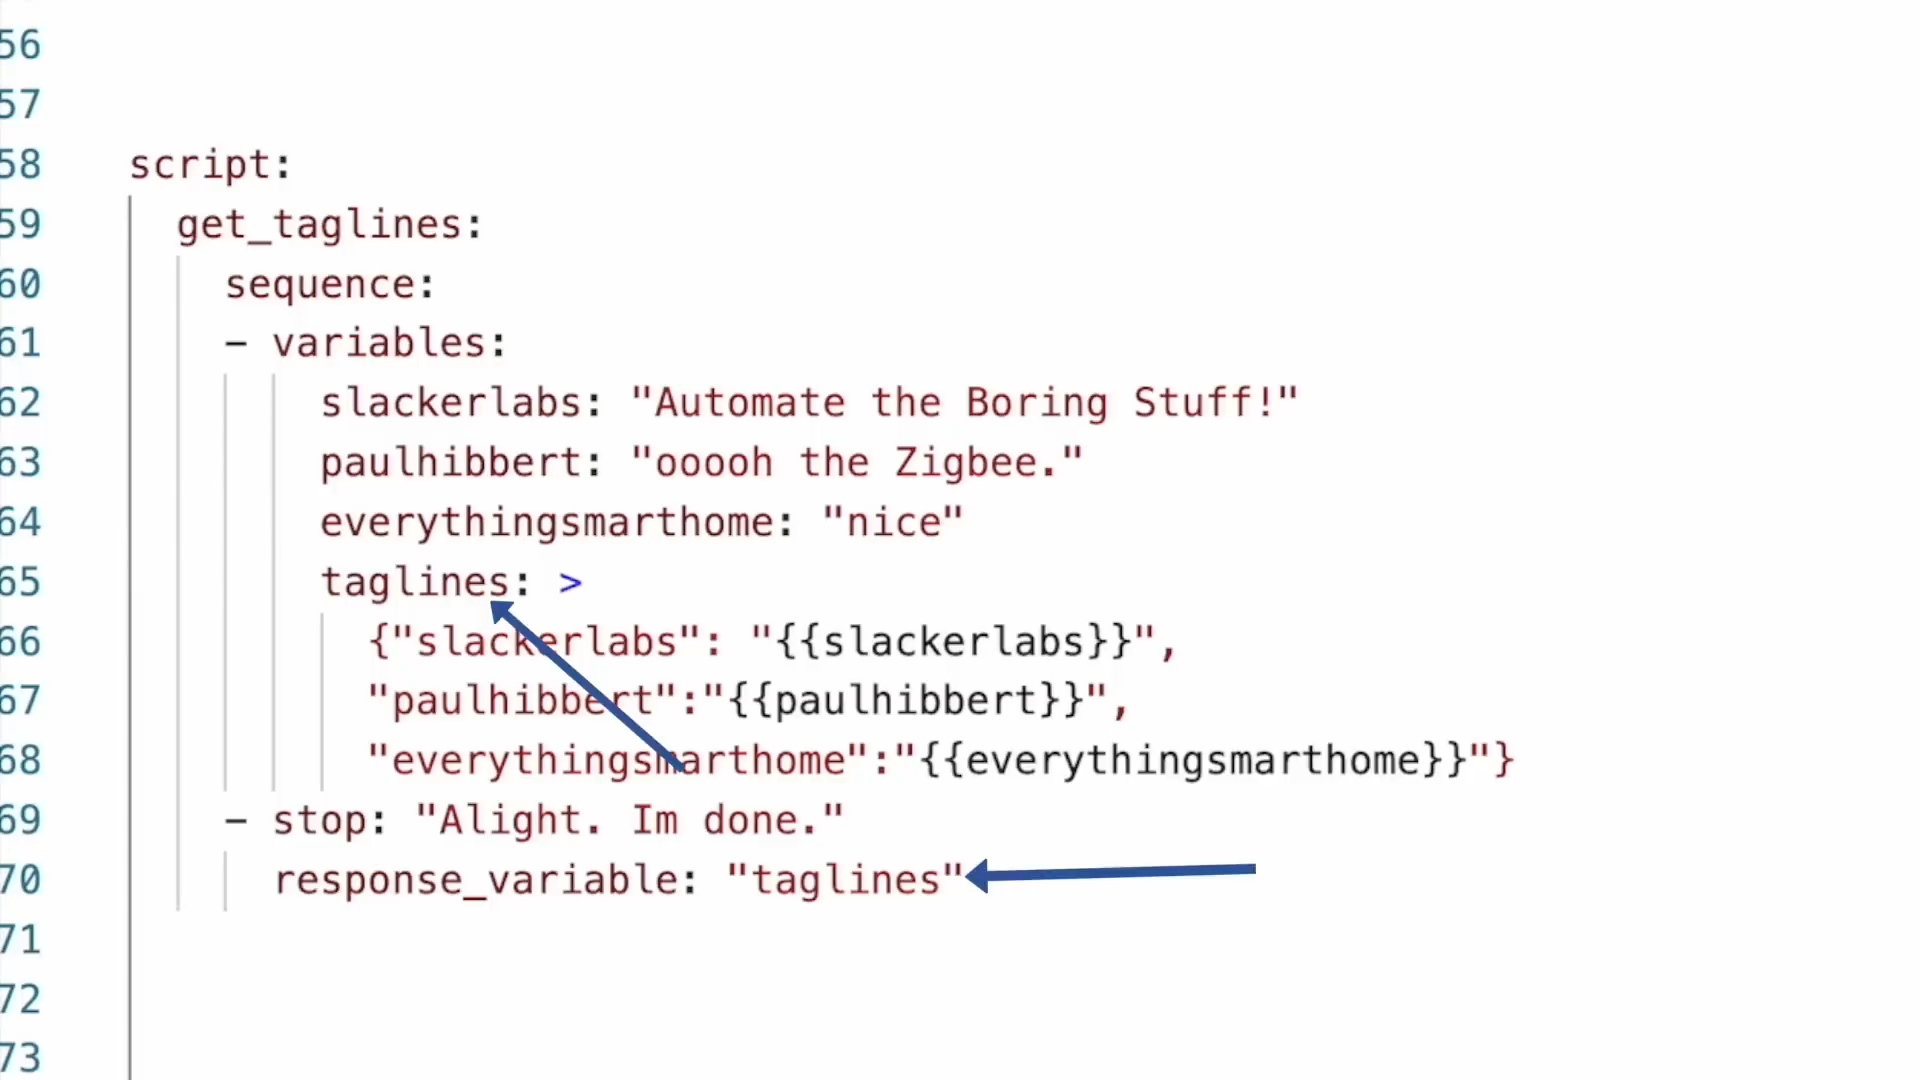 56
57
58 script:
59 get_taglines:
60 sequence:
61 - variables:
62 slackerlabs: "Automate the Boring Stuff!"
63 paulhibbert: "ooooh the Zigbee."
64 everythingsmarthome: "nice"
65 taglines: >
66 {"slackerlabs": "{{slackerlabs}}",
67 "paulhibbert":"{{paulhibbert}}",
68 "everythingsmarthome":"{{everythingsmarthome}}"}
69 - stop: "Alight. Im done."
70 response_variable: "taglines"
71
72
73